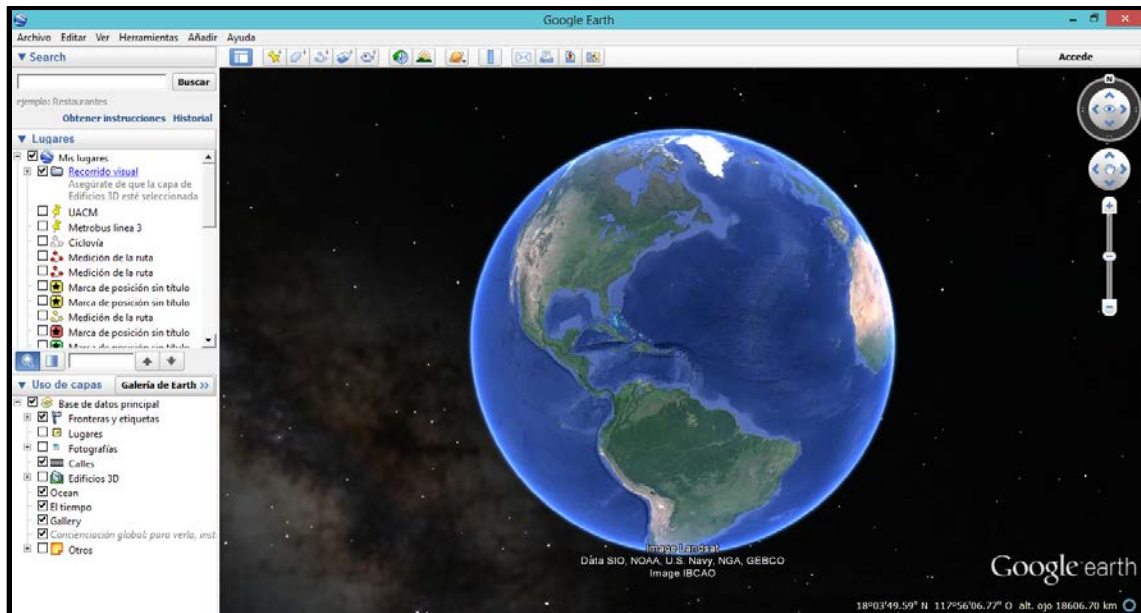 Google Earth
Archivo Editar Ver Herramientas Añadir Ayuda
Search
Buscar
ejemplo: Restaurantes
Obtener instrucciones Historial
Lugares
Mis lugares
Recorrido visual
Asegúrate de que la capa de
Edificios 3D esté seleccionada
UACM
Metrobus linea 3
Ciclovía
Medición de la ruta
Medición de la ruta
Marca de posición sin título
Marca de posición sin título
Medición de la ruta
Marca de posición sin título
Marca de posición sin título
Uso de capas Galería de Earth >>
Base de datos principal
Fronteras y etiquetas
Lugares
Fotografías
Calles
Edificios 3D
Ocean
El tiempo
Gallery
Concienciación global: para verla, inst
Otros
Accede
N
Image Landsat
Data SIO, NOAA, U.S. Navy, NGA, GEBCO
Image IBCAO
Google earth
18°03'49.59" N 117°56'06.77" O alt. ojo 18606.70 km